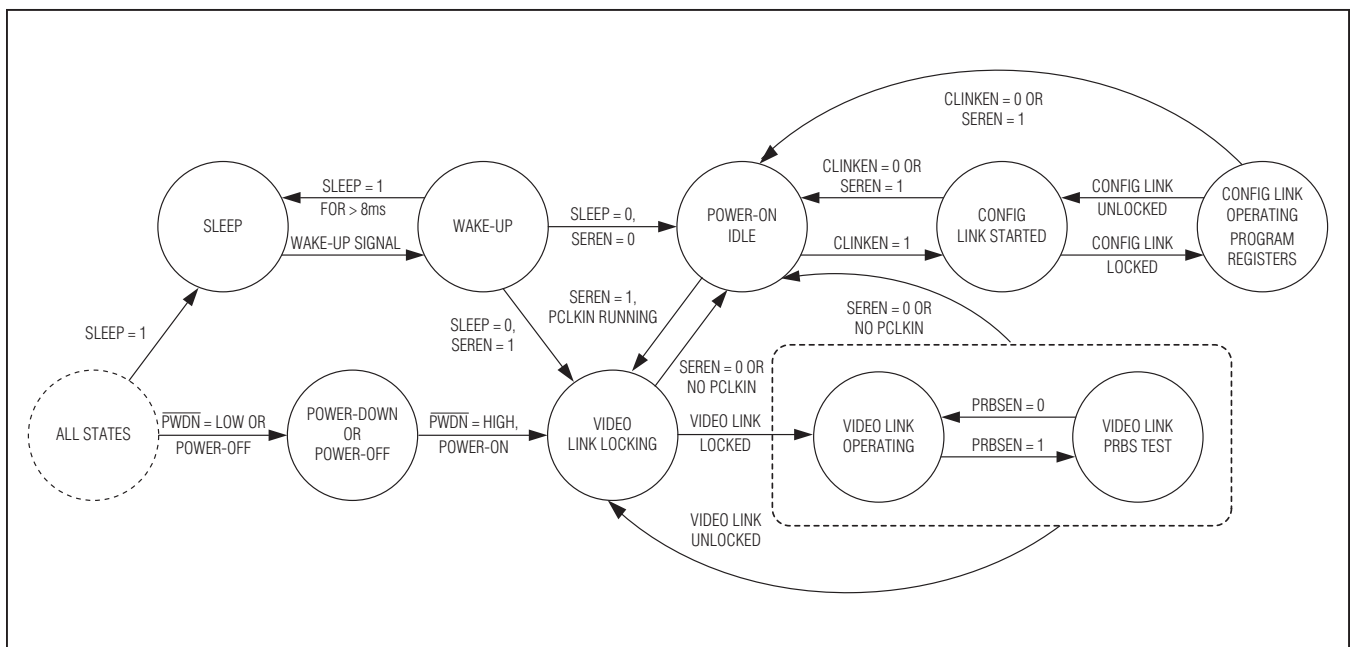 CLINKEN = 0 OR
SEREN = 1
SLEEP
SLEEP = 1
FOR > 8ms
WAKE-UP SIGNAL
WAKE-UP
SLEEP = 0,
SEREN = 0
POWER-ON
IDLE
CLINKEN = 0 OR
SEREN = 1
CLINKEN = 1
CONFIG
LINK STARTED
CONFIG LINK
UNLOCKED
CONFIG LINK
LOCKED
CONFIG LINK
OPERATING
PROGRAM
REGISTERS
SLEEP = 1
SLEEP = 0,
SEREN = 1
SEREN = 1,
PCLKIN RUNNING
SEREN = 0 OR
NO PCLKIN
SEREN = 0 OR
NO PCLKIN
ALL STATES
P̅W̅D̅N̅ = LOW OR
POWER-OFF
POWER-DOWN
OR
POWER-OFF
P̅W̅D̅N̅ = HIGH,
POWER-ON
VIDEO
LINK LOCKING
VIDEO LINK
LOCKED
VIDEO LINK
OPERATING
PRBSEN = 0
PRBSEN = 1
VIDEO LINK
PRBS TEST
VIDEO LINK
UNLOCKED